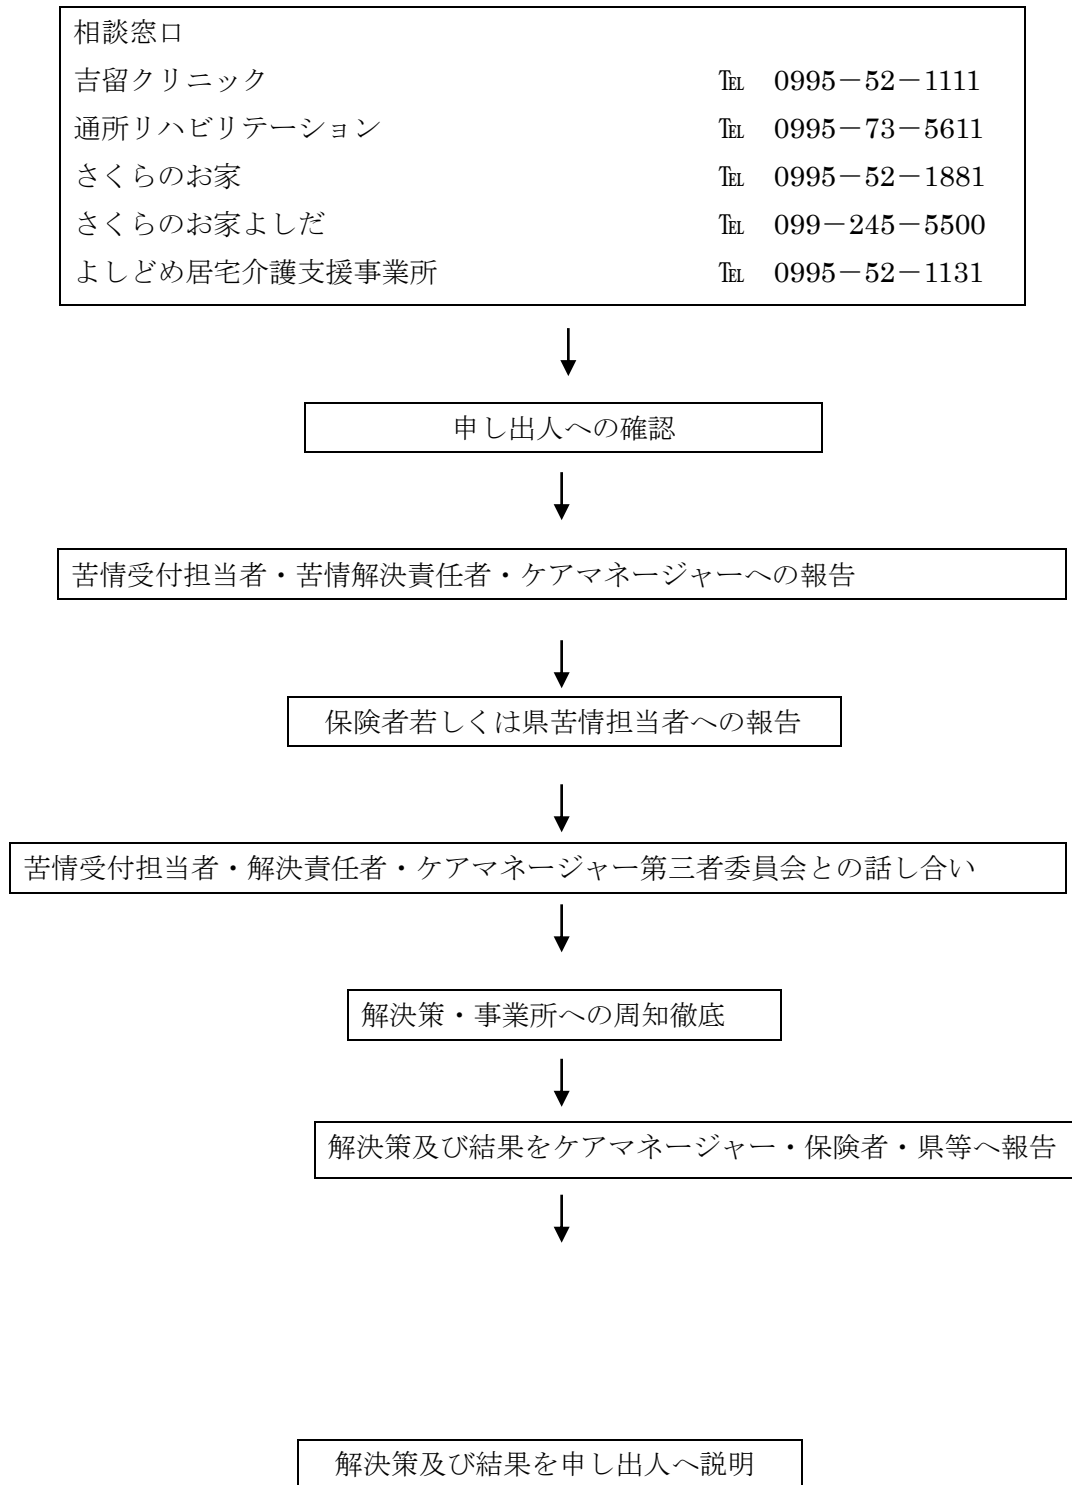 相談窓口
吉留クリニック ℡ 0995－52－1111
通所リハビリテーション ℡ 0995－73－5611
さくらのお家 ℡ 0995－52－1881
さくらのお家よしだ ℡ 099－245－5500
よしどめ居宅介護支援事業所 ℡ 0995－52－1131
申し出人への確認
苦情受付担当者・苦情解決責任者・ケアマネージャーへの報告
保険者若しくは県苦情担当者への報告
苦情受付担当者・解決責任者・ケアマネージャー第三者委員会との話し合い
解決策・事業所への周知徹底
解決策及び結果をケアマネージャー・保険者・県等へ報告
解決策及び結果を申し出人へ説明